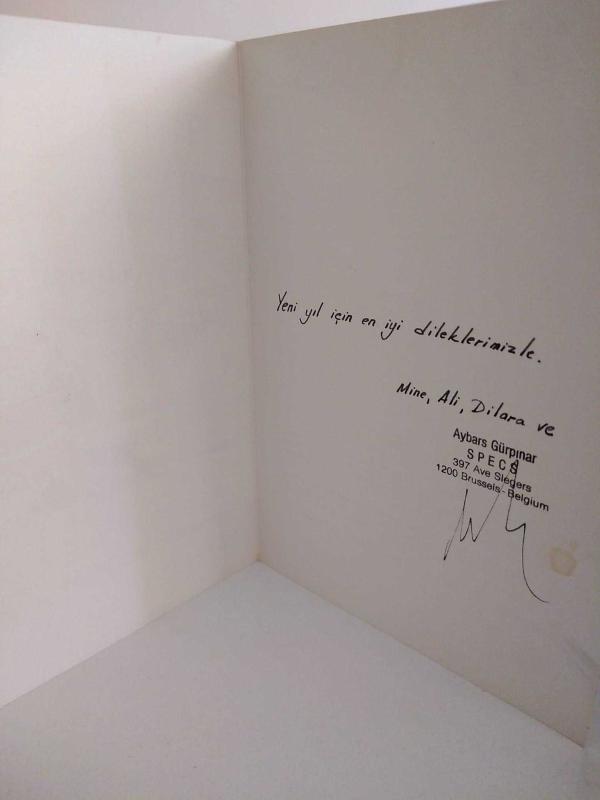 Yeni yıl için en iyi dileklerimizle.
Mine, Ali, Dilara ve
Aybars Gürpınar
SPECS
397 Ave Slegers
1200 Brussels-Belgium